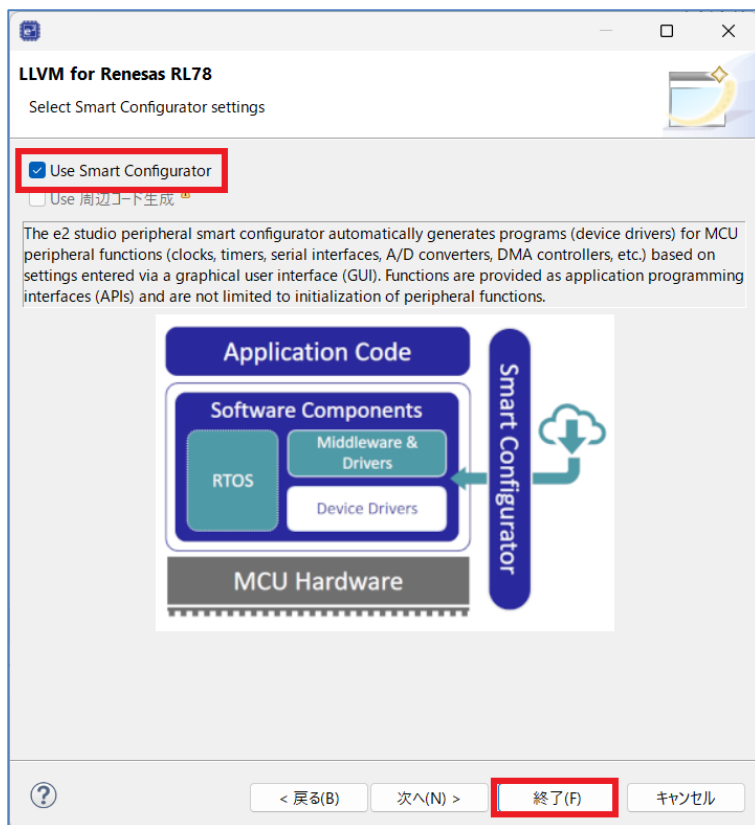 LLVM for Renesas RL78
Select Smart Configurator settings
Use Smart Configurator
Use 周辺コード生成
The e2 studio peripheral smart configurator automatically generates programs (device drivers) for MCU
peripheral functions (clocks, timers, serial interfaces, A/D converters, DMA controllers, etc.) based on
settings entered via a graphical user interface (GUI). Functions are provided as application programming
interfaces (APIs) and are not limited to initialization of peripheral functions.
Application Code
Software Components
RTOS
Middleware &
Drivers
Device Drivers
MCU Hardware
Smart Configurator
?
< 戻る(B)
次へ(N) >
終了(F)
キャンセル